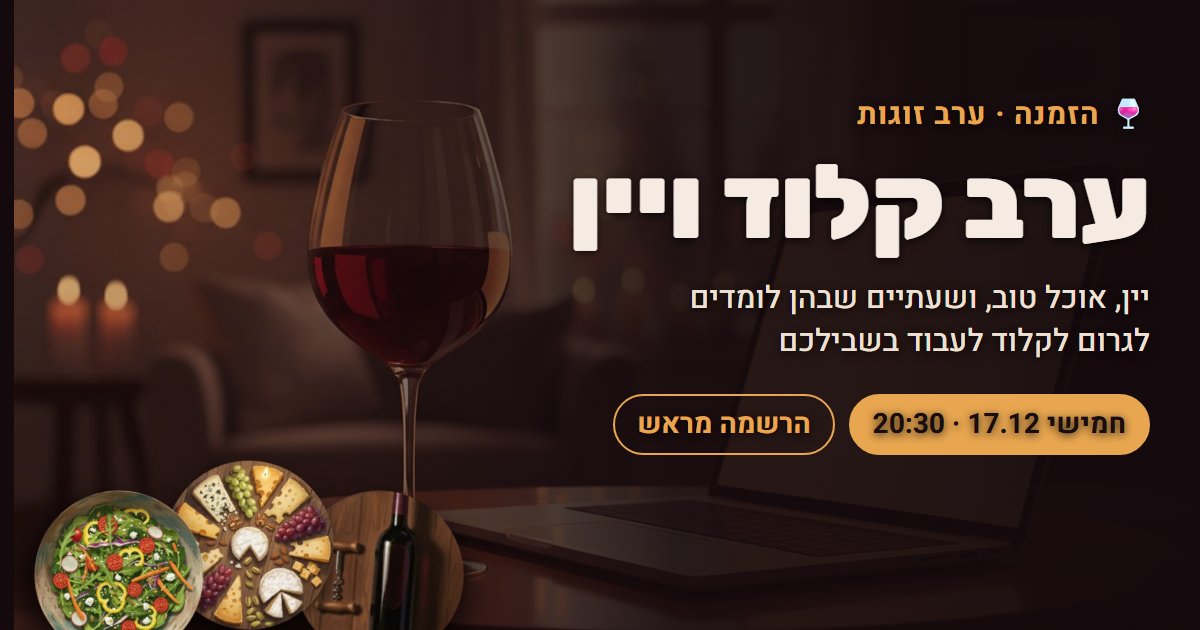 הזמנה · ערב זוגות
ערב קלוד ויין
יין, אוכל טוב, ושעתיים שבהן לומדים
לגרום לקלוד לעבוד בשבילכם
חמישי 17.12 · 20:30
הרשמה מראש